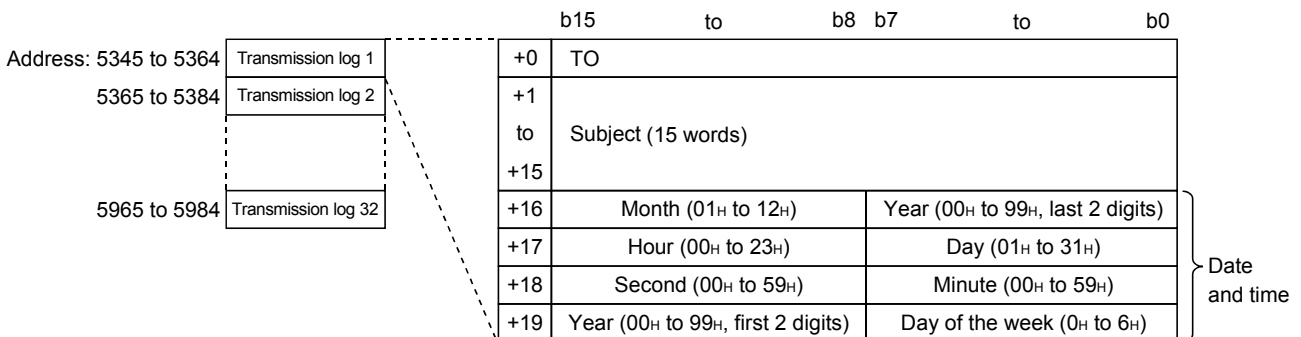 b15 to b8 b7 to b0
Address: 5345 to 5364 Transmission log 1 +0 TO
5365 to 5384 Transmission log 2 +1
to Subject (15 words)
+15
5965 to 5984 Transmission log 32 +16 Month (01H to 12H) Year (00H to 99H, last 2 digits)
+17 Hour (00H to 23H) Day (01H to 31H)
Date
+18 Second (00H to 59H) Minute (00H to 59H)
and time
+19 Year (00H to 99H, first 2 digits) Day of the week (0H to 6H)